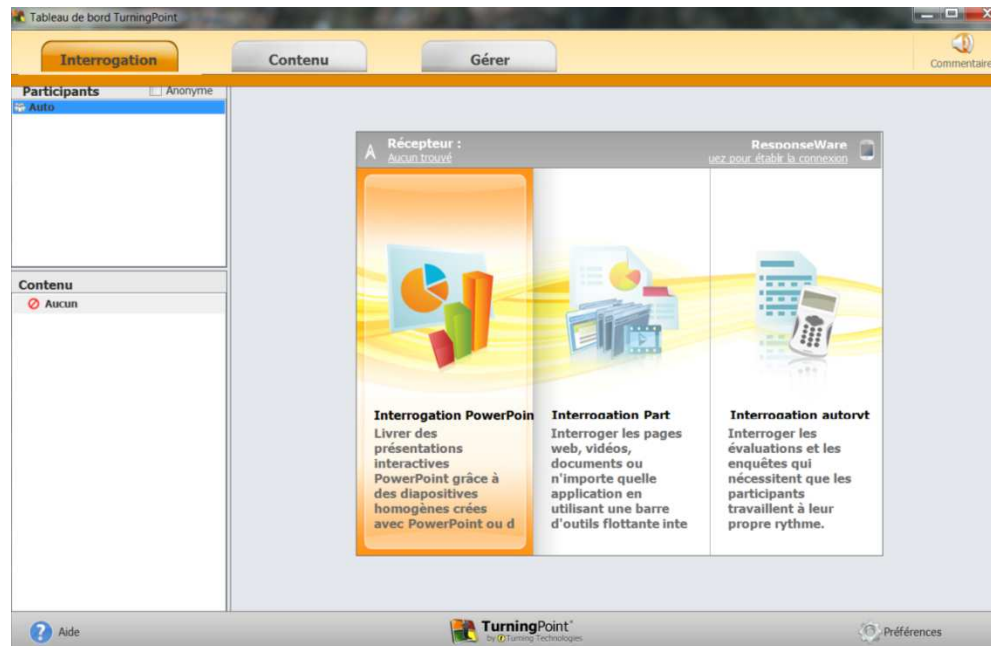 Tableau de bord TurningPoint
Interrogation
Contenu
Gérer
Commentaire
Participants
Anonyme
Auto
Contenu
Aucun
Récepteur :
Aucun trouvé
ResponseWare
uez pour établir la connexion
Interrogation PowerPoin
Livrer des
présentations
interactives
PowerPoint grâce à
des diapositives
homogènes crées
avec PowerPoint ou d
Interrogation Part
Interroger les pages
web, vidéos,
documents ou
n'importe quelle
application en
utilisant une barre
d'outils flottante inte
Interrogation autoryt
Interroger les
évaluations et les
enquêtes qui
nécessitent que les
participants
travaillent à leur
propre rythme.
Aide
TurningPoint
by Turning Technologies
Préférences